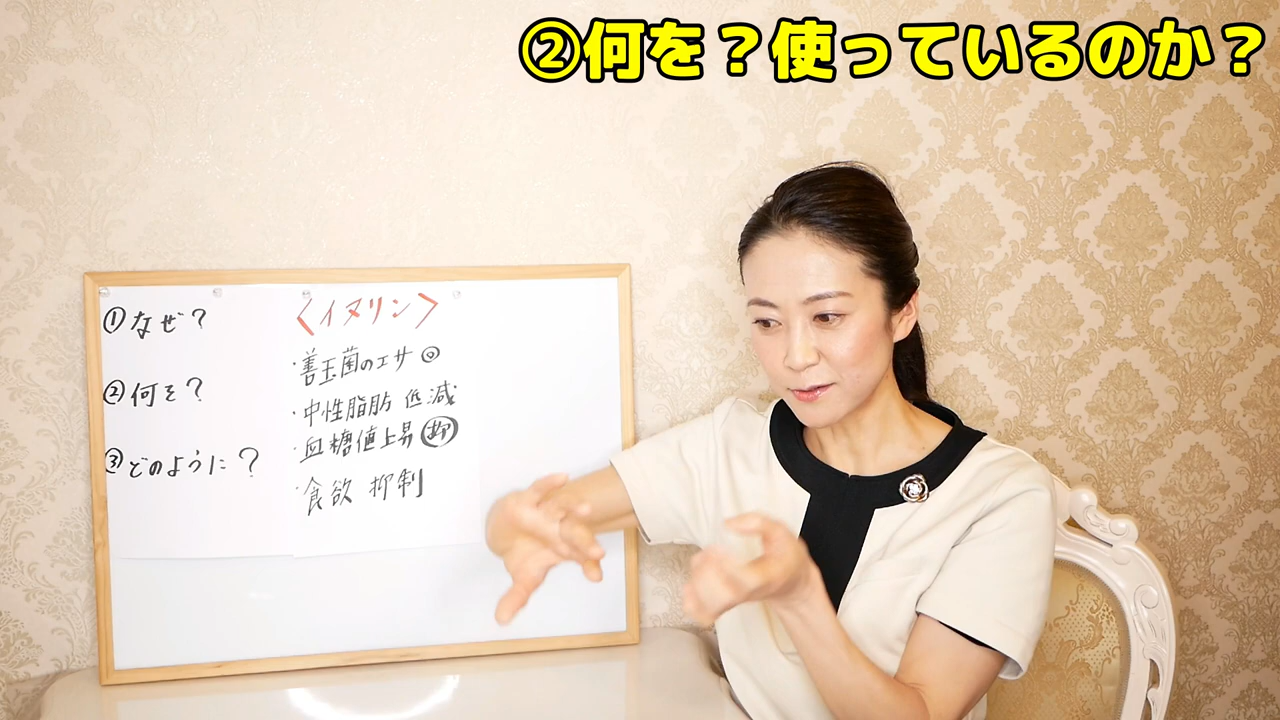 ②何を？使っているのか？
①なぜ？
②何を？
③どのように？
〈イヌリン〉
・善玉菌のエサ◎
・中性脂肪 低減
・血糖値上昇㊥抑
・食欲 抑制